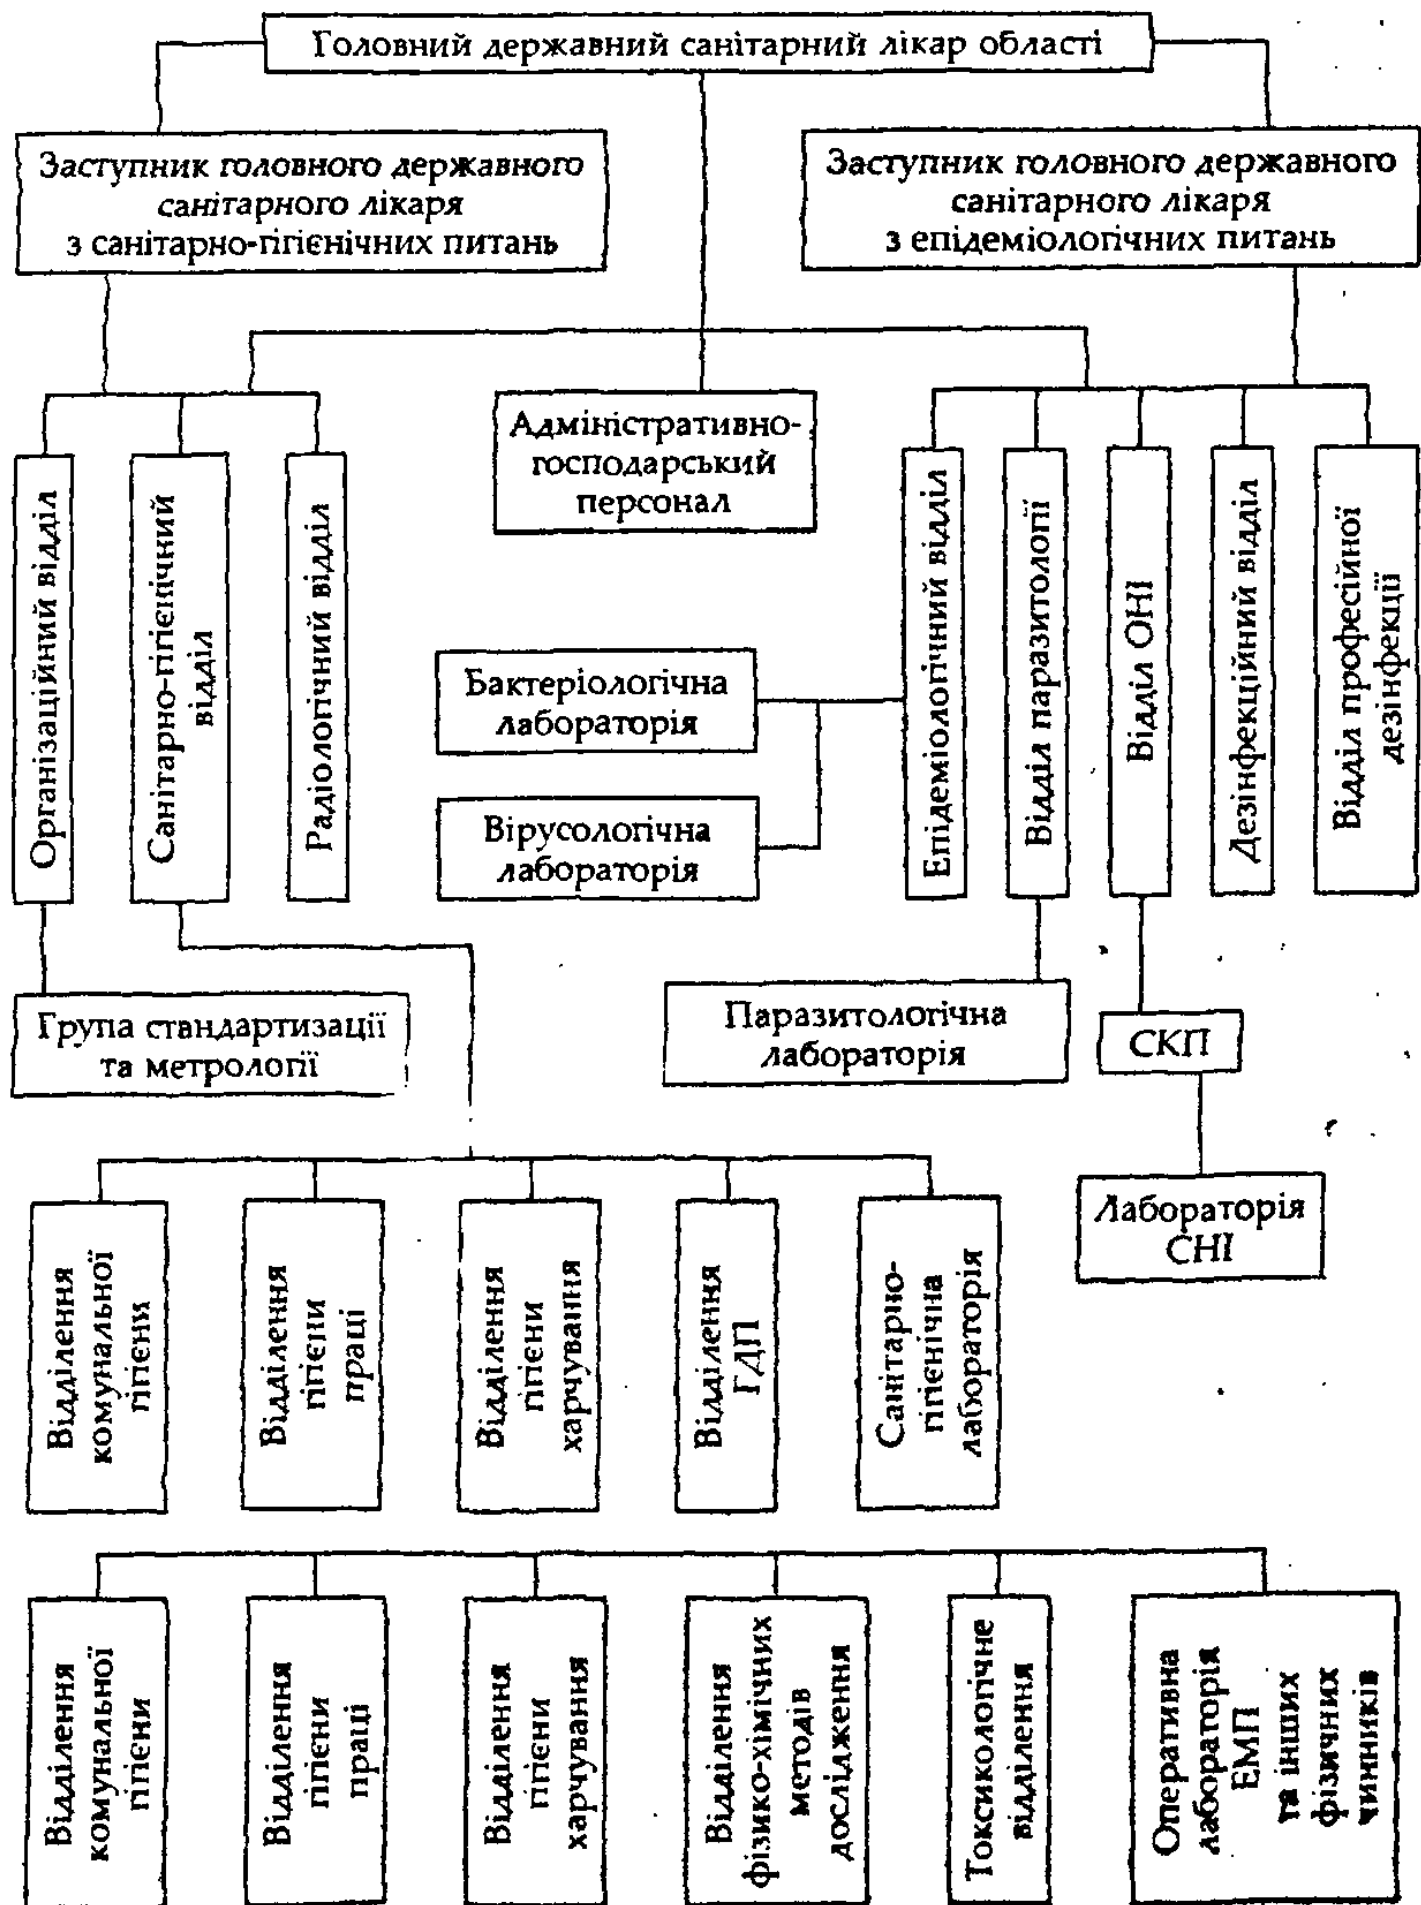 Головний державний санітарний лікар області
Заступник головного державного
санітарного лікаря
з санітарно-гігієнічних питань
Заступник головного державного
санітарного лікаря
з епідеміологічних питань
Адміністративно-
господарський
персонал
Організаційний відділ
Санітарно-гігієнічний
відділ
Радіологічний відділ
Епідеміологічний відділ
Відділ паразитології
Відділ ОНІ
Дезінфекційний відділ
Відділ професійної
дезінфекції
Бактеріологічна
лабораторія
Вірусологічна
лабораторія
Група стандартизації
та метрології
Паразитологічна
лабораторія
СКП
Лабораторія
СНІ
Відділення
комунальної
гігієни
Відділення
гігієни
праці
Відділення
гігієни
харчування
Відділення
ГДП
Санітарно-
гігієнічна
лабораторія
Відділення
комунальної
гігієни
Відділення
гігієни
праці
Відділення
гігієни
харчування
Відділення
фізико-хімічних
методів
дослідження
Токсикологічне
відділення
Оперативна
лабораторія
ЕМП
та інших
фізичних
чинників